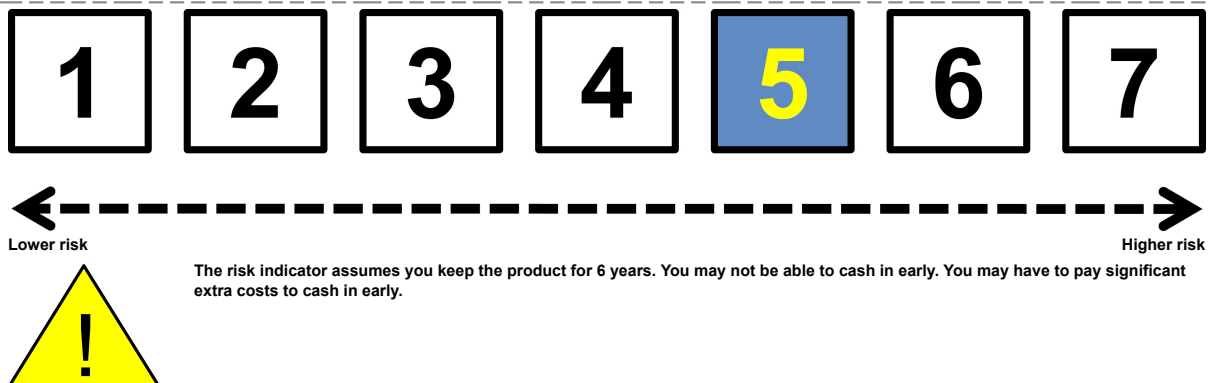 1 2 3 4 5 6 7
Lower risk Higher risk
The risk indicator assumes you keep the product for 6 years. You may not be able to cash in early. You may have to pay significant
extra costs to cash in early.
!